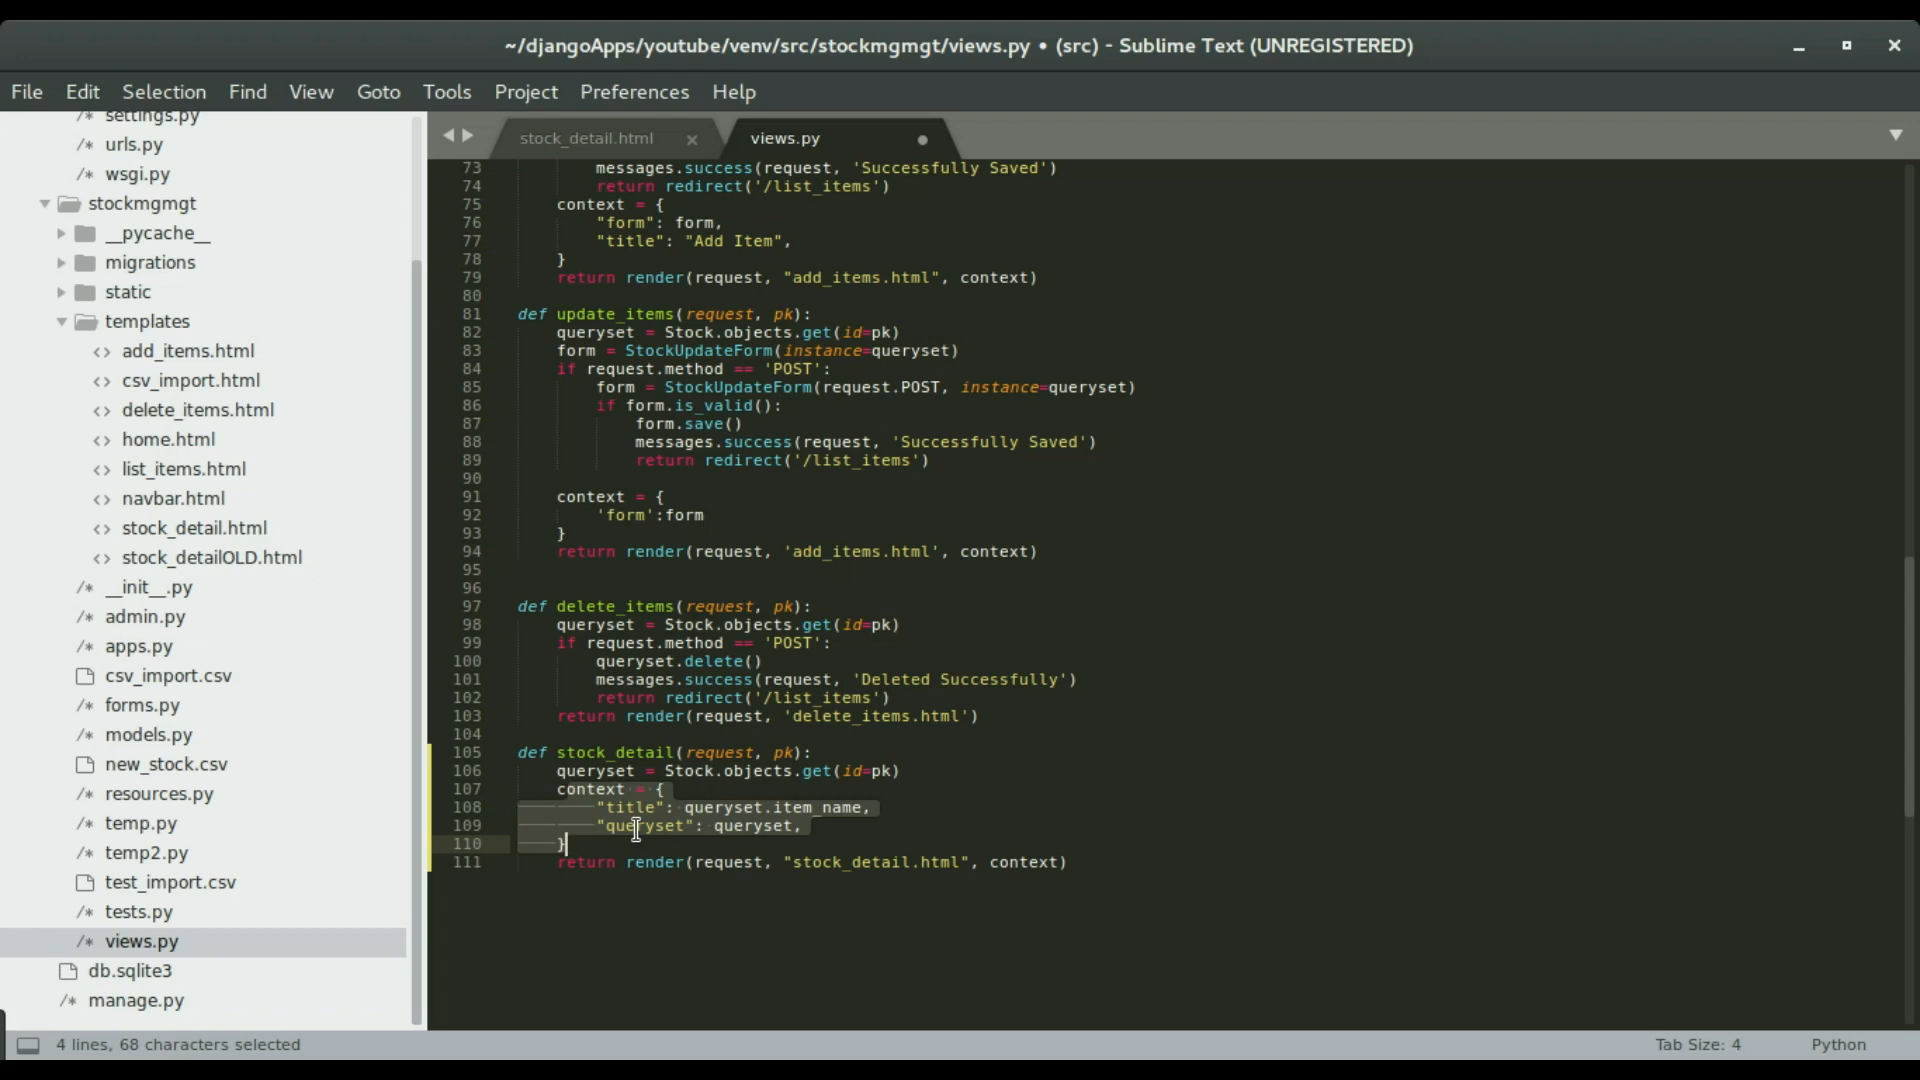 ~/djangoApps/youtube/venv/src/stockmgmgt/views.py • (src) - Sublime Text (UNREGISTERED)
File Edit Selection Find View Goto Tools Project Preferences Help
settings.py
urls.py
wsgi.py
stockmgmgt
__pycache__
migrations
static
templates
add_items.html
csv_import.html
delete_items.html
home.html
list_items.html
navbar.html
stock_detail.html
stock_detailOLD.html
__init__.py
admin.py
apps.py
csv_import.csv
forms.py
models.py
new_stock.csv
resources.py
temp.py
temp2.py
test_import.csv
tests.py
views.py
db.sqlite3
manage.py
stock_detail.html views.py
73 messages.success(request, 'Successfully Saved')
74 return redirect('/list_items')
75 context = {
76 "form": form,
77 "title": "Add Item",
78 }
79 return render(request, "add_items.html", context)
80
81 def update_items(request, pk):
82 queryset = Stock.objects.get(id=pk)
83 form = StockUpdateForm(instance=queryset)
84 if request.method == 'POST':
85 form = StockUpdateForm(request.POST, instance=queryset)
86 if form.is_valid():
87 form.save()
88 messages.success(request, 'Successfully Saved')
89 return redirect('/list_items')
90
91 context = {
92 'form':form
93 }
94 return render(request, 'add_items.html', context)
95
96
97 def delete_items(request, pk):
98 queryset = Stock.objects.get(id=pk)
99 if request.method == 'POST':
100 queryset.delete()
101 messages.success(request, 'Deleted Successfully')
102 return redirect('/list_items')
103 return render(request, 'delete_items.html')
104
105 def stock_detail(request, pk):
106 queryset = Stock.objects.get(id=pk)
107 context = {
108 "title": queryset.item_name,
109 "queryset": queryset,
110 }
111 return render(request, "stock_detail.html", context)
4 lines, 68 characters selected Tab Size: 4 Python